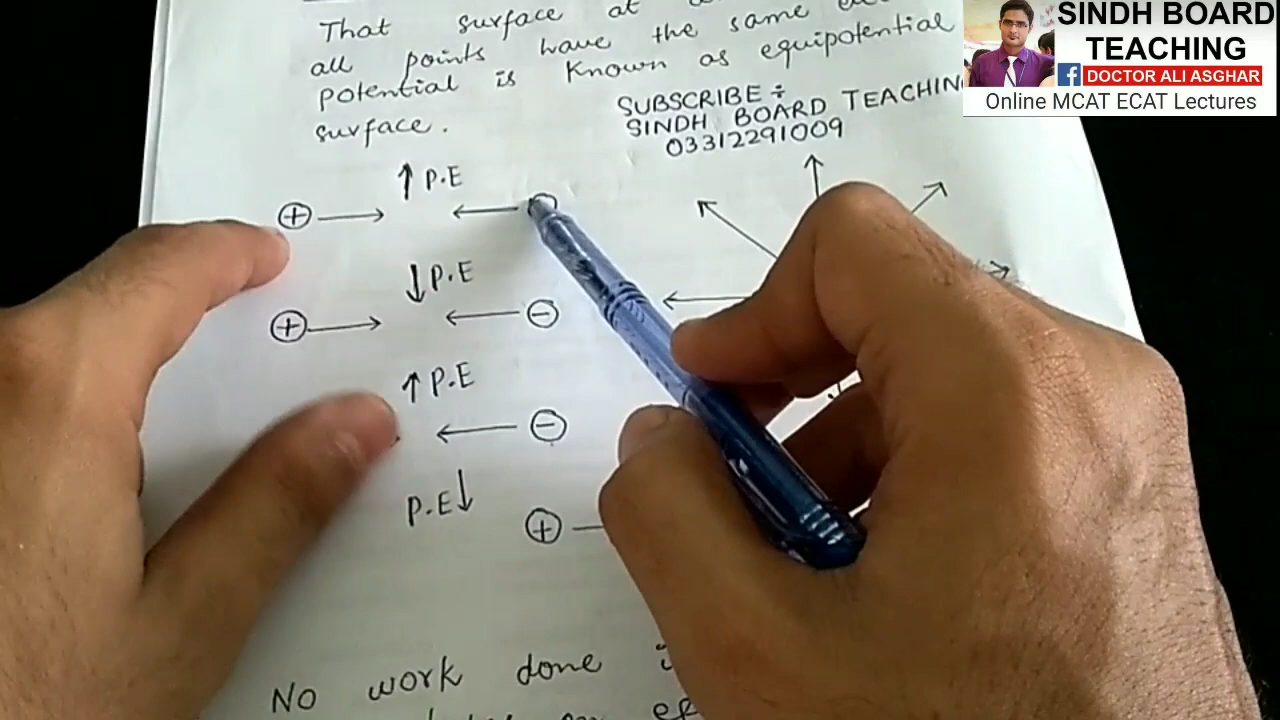 That surface at
all points have the same
potential is Known as equipotential
surface.
SUBSCRIBE ÷
SINDH BOARD TEACHING
03312291009
↑ P.E
+ → ←
↓ P.E
+ → ← -
↑ P.E
← -
P.E ↓
+
No work done
SINDH BOARD
TEACHING
f DOCTOR ALI ASGHAR
Online MCAT ECAT Lectures